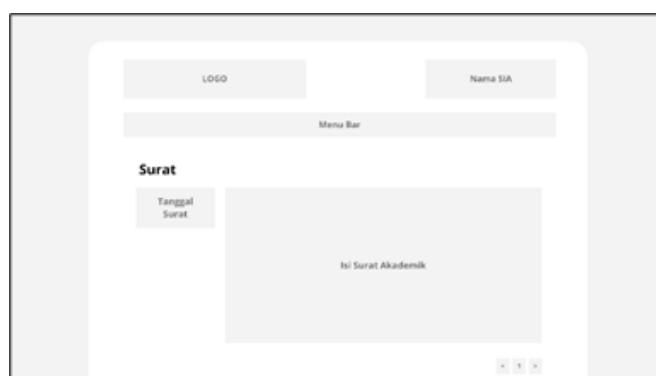 LOGO
Nama SIA
Menu Bar
Surat
Tanggal
Surat
Isi Surat Akademik
< 1 >